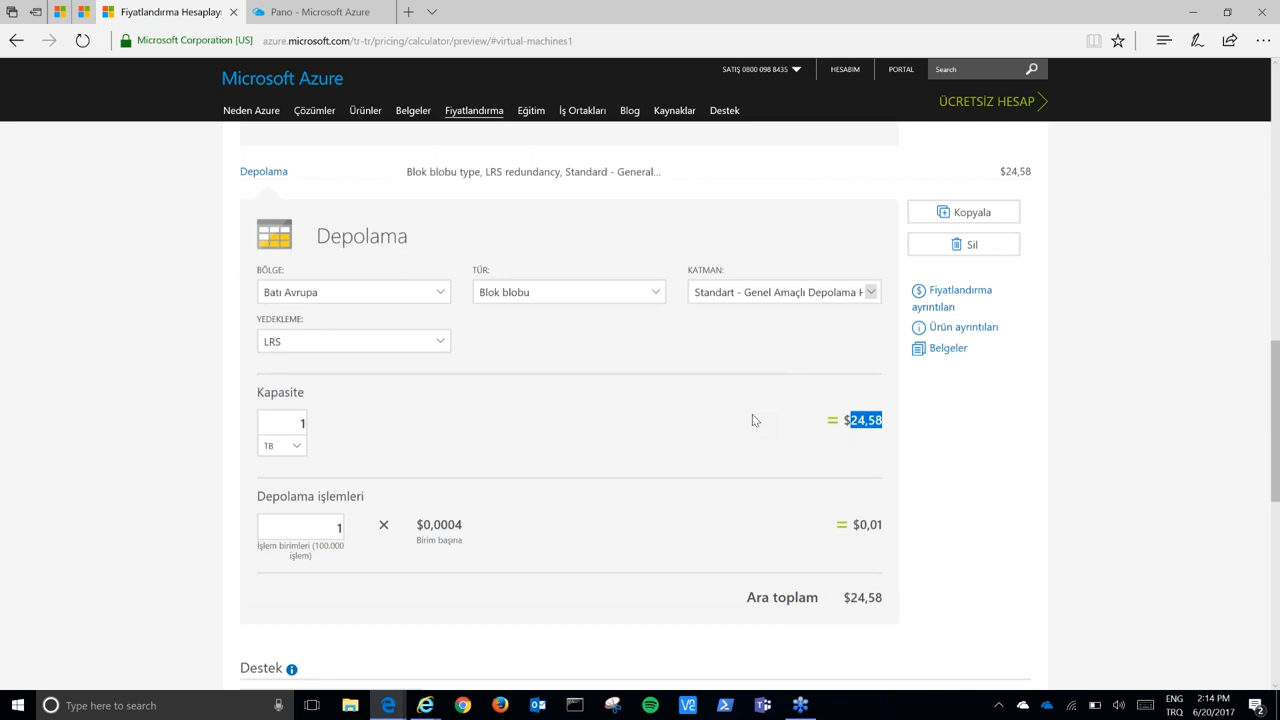 Fiyatlandırma Hesaplayı
Pano - Microsoft Azure
Microsoft Corporation [US]
azure.microsoft.com/tr-tr/pricing/calculator/preview/#virtual-machines1
Microsoft Azure
SATIŞ 0800 098 8435
HESABIM
PORTAL
Search
Neden Azure
Çözümler
Ürünler
Belgeler
Fiyatlandırma
Eğitim
İş Ortakları
Blog
Kaynaklar
Destek
ÜCRETSİZ HESAP
Depolama
Blok blobu type, LRS redundancy, Standard - General...
$24,58
Kopyala
Sil
Depolama
BÖLGE:
TÜR:
KATMAN:
Batı Avrupa
Blok blobu
Standart - Genel Amaçlı Depolama H
Fiyatlandırma
ayrıntıları
Ürün ayrıntıları
Belgeler
YEDEKLEME:
LRS
Kapasite
1
TB
= $24,58
Depolama işlemleri
1
× $0,0004
= $0,01
İşlem birimleri (100.000
işlem)
Birim başına
Ara toplam $24,58
Destek
Type here to search
ENG
TRQ
2:14 PM
6/20/2017
2